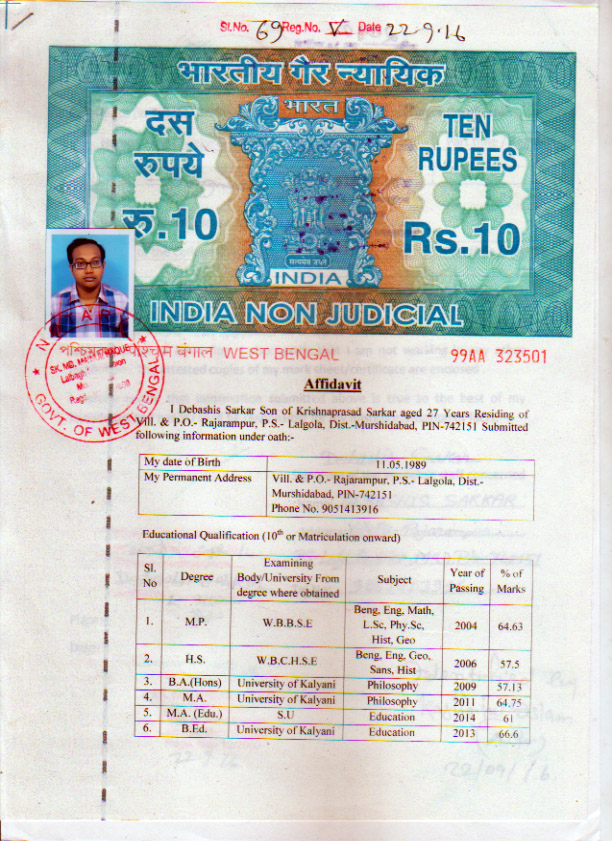 Sl.No. 69 Reg.No. V Date 22.9.16
भारतीय गैर न्यायिक
भारत
दस
रुपये
रु.10
TEN
RUPEES
Rs.10
सत्यमेव जयते
INDIA
INDIA NON JUDICIAL
पश्चिम बंगाल WEST BENGAL
99AA 323501
GOVT. OF WEST BENGAL
Affidavit
I Debashis Sarkar Son of Krishnaprasad Sarkar aged 27 Years Residing of
Vill. & P.O.- Rajarampur, P.S.- Lalgola, Dist.-Murshidabad, PIN-742151 Submitted
following information under oath:-
My date of Birth 11.05.1989
My Permanent Address Vill. & P.O.- Rajarampur, P.S.- Lalgola, Dist.-
Murshidabad, PIN-742151
Phone No. 9051413916
Educational Qualification (10th or Matriculation onward)
Sl. No Degree Examining Body/University From degree where obtained Subject Year of Passing % of Marks
1. M.P. W.B.B.S.E Beng, Eng, Math, L.Sc, Phy.Sc, Hist, Geo 2004 64.63
2. H.S. W.B.C.H.S.E Beng, Eng, Geo, Sans, Hist 2006 57.5
3. B.A.(Hons) University of Kalyani Philosophy 2009 57.13
4. M.A. University of Kalyani Philosophy 2011 64.75
5. M.A. (Edu.) S.U Education 2014 61
6. B.Ed. University of Kalyani Education 2013 66.6
22/09/16